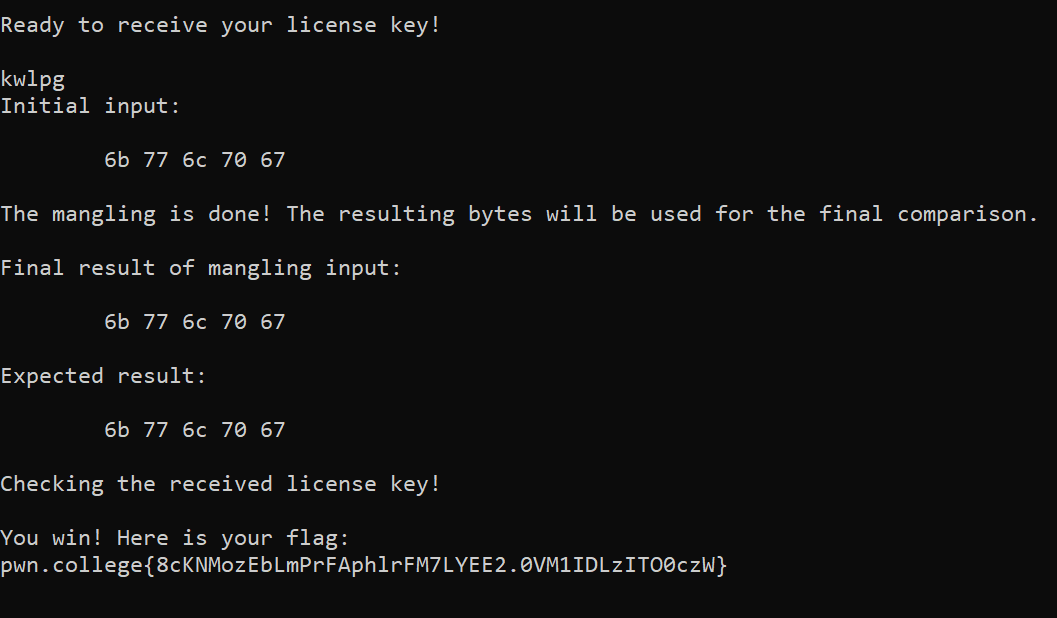 Ready to receive your license key!
kwlpg
Initial input:
6b 77 6c 70 67
The mangling is done! The resulting bytes will be used for the final comparison.
Final result of mangling input:
6b 77 6c 70 67
Expected result:
6b 77 6c 70 67
Checking the received license key!
You win! Here is your flag:
pwn.college{8cKNMozEbLmPrFAphlrFM7LYEE2.0VM1IDLzITO0czW}